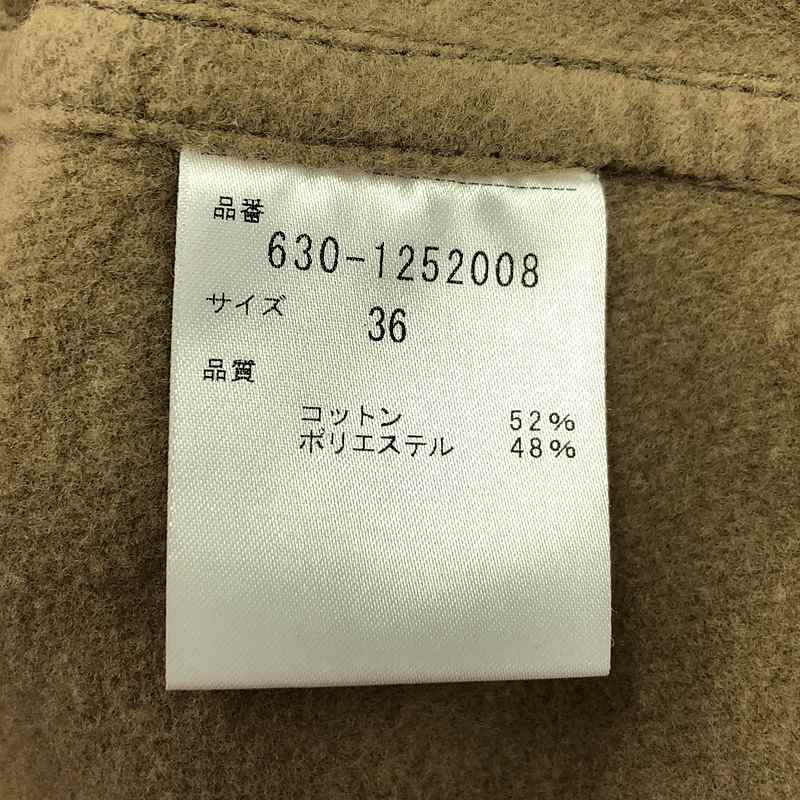 品番
630-1252008
サイズ 36
品質
コットン 52%
ポリエステル 48%